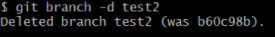 $ git branch -d test2
Deleted branch test2 (was b60c98b).